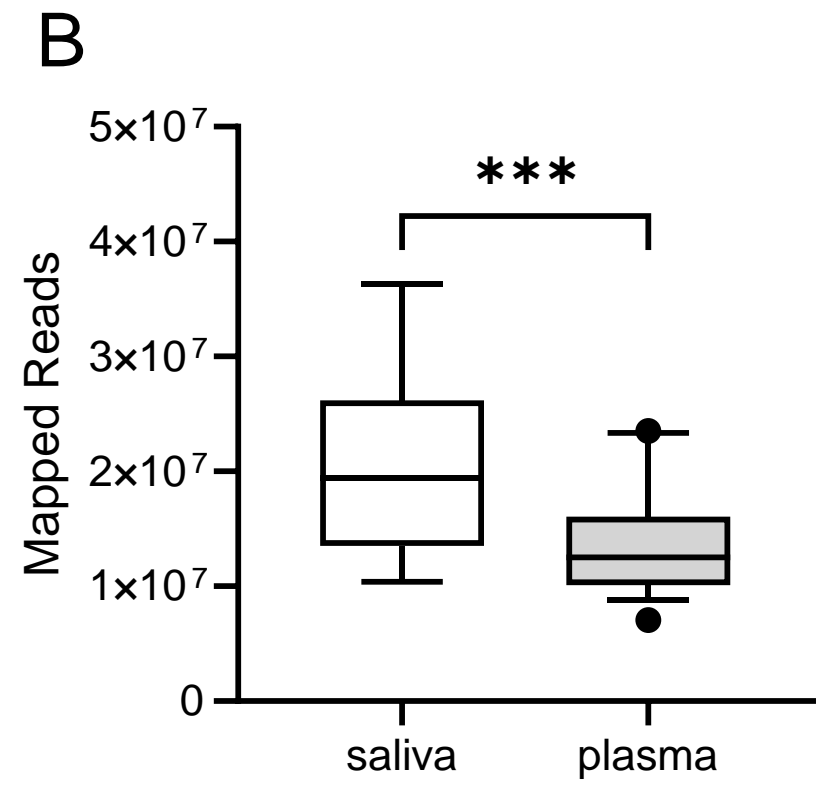 B
5×10⁷
***
4×10⁷
3×10⁷
2×10⁷
1×10⁷
0
Mapped Reads
saliva plasma